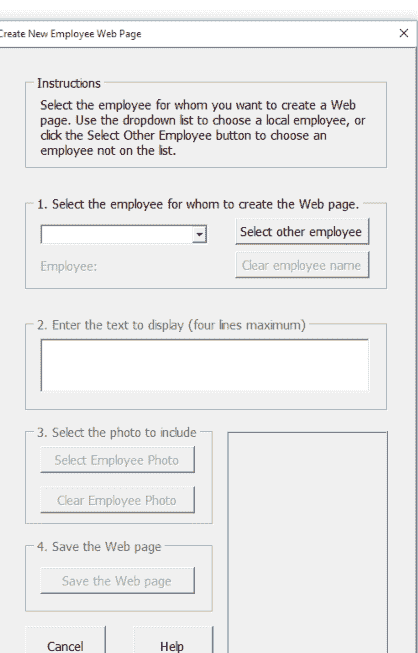 Create New Employee Web Page
Instructions
Select the employee for whom you want to create a Web
page. Use the dropdown list to choose a local employee, or
click the Select Other Employee button to choose an
employee not on the list.
1. Select the employee for whom to create the Web page.
Select other employee
Employee:
Clear employee name
2. Enter the text to display (four lines maximum)
3. Select the photo to include
Select Employee Photo
Clear Employee Photo
4. Save the Web page
Save the Web page
Cancel
Help